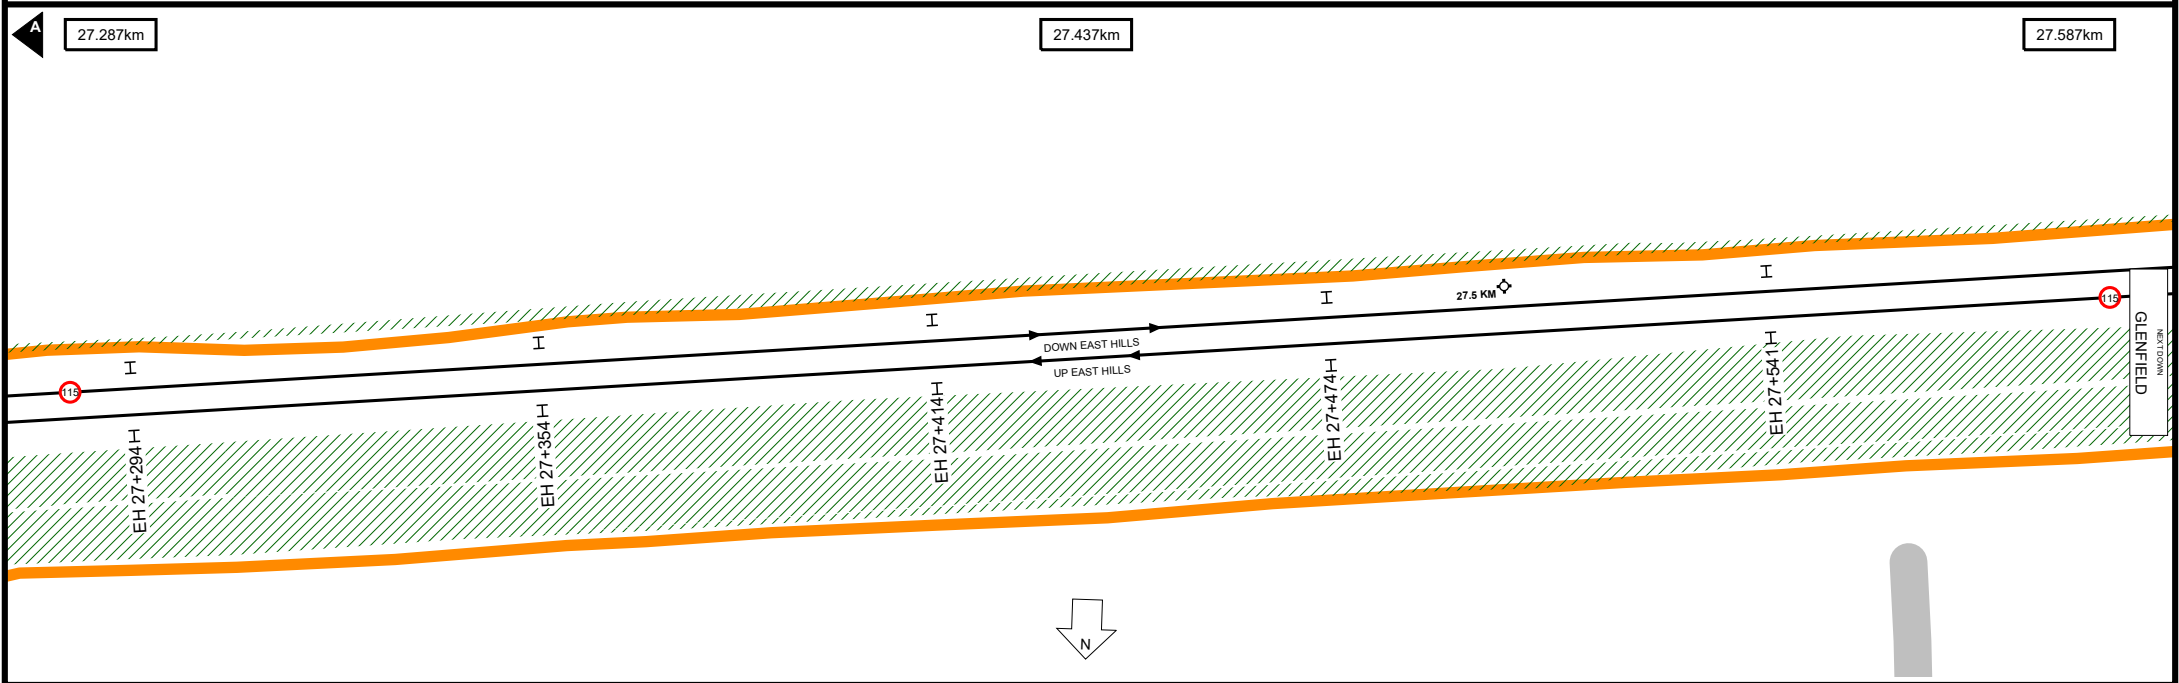 A
27.287km
27.437km
27.587km
27.5 KM
115
DOWN EAST HILLS
UP EAST HILLS
115
GLENFIELD
NEXT DOWN
EH 27+294
EH 27+354
EH 27+414
EH 27+474
EH 27+541
N